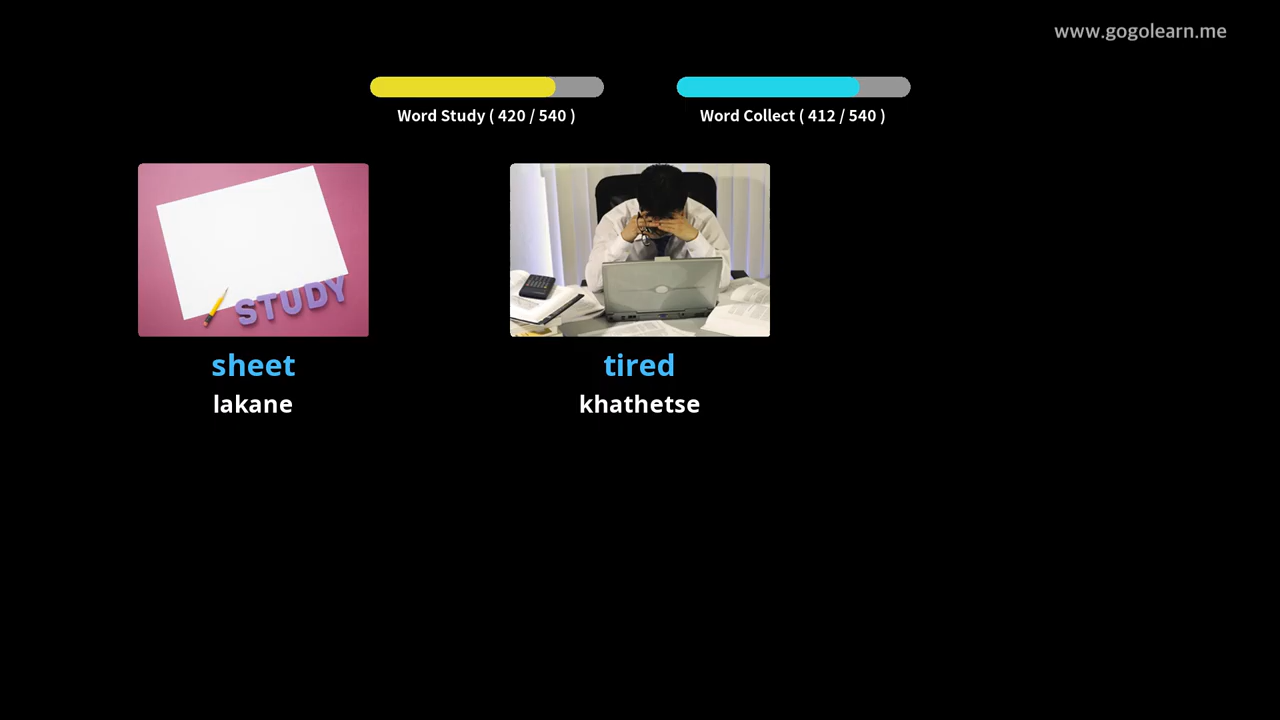 www.gogolearn.me
Word Study ( 420 / 540 )
Word Collect ( 412 / 540 )
STUDY
sheet
lakane
tired
khathetse